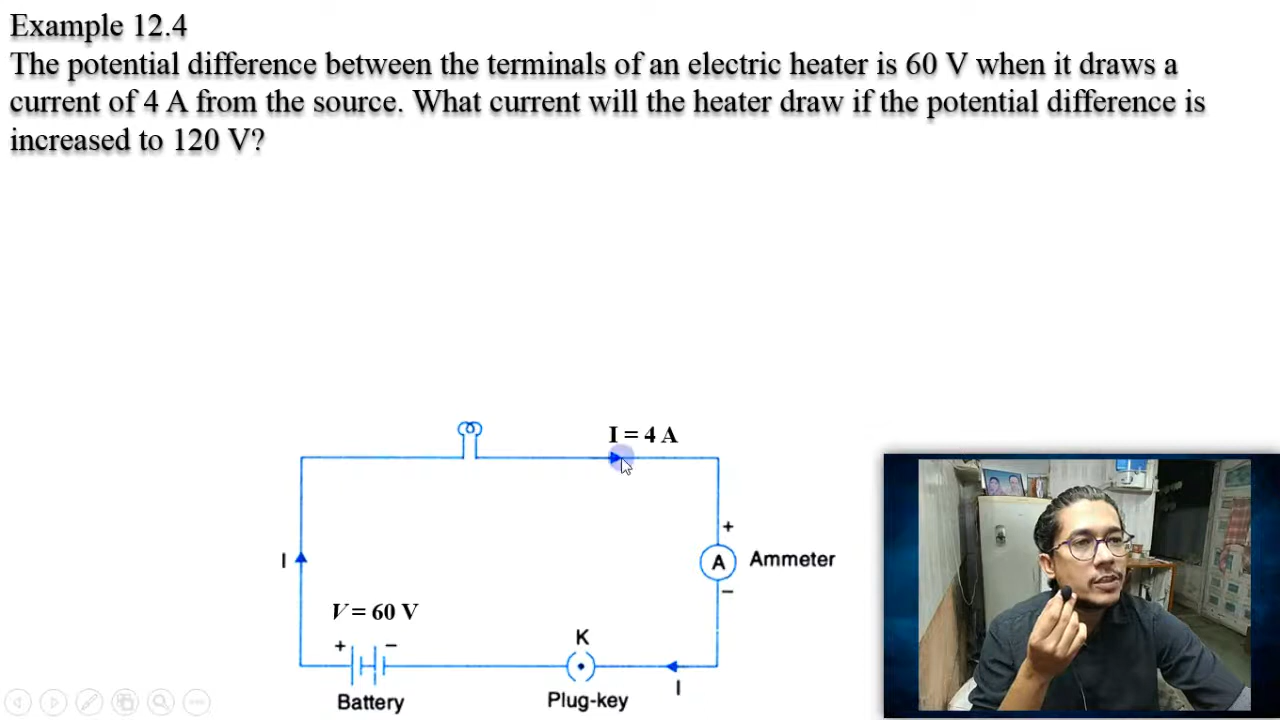 Example 12.4
The potential difference between the terminals of an electric heater is 60 V when it draws a
current of 4 A from the source. What current will the heater draw if the potential difference is
increased to 120 V?
I = 4 A
+
A
Ammeter
−
I
V = 60 V
+
−
K
Battery
Plug-key
I